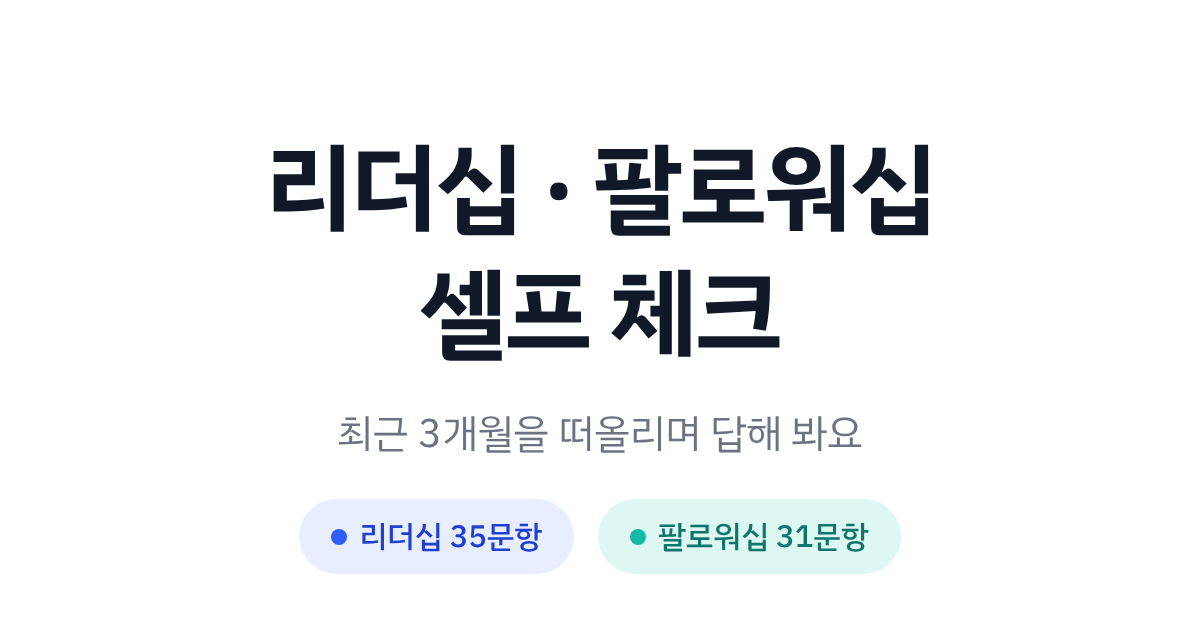 리더십 · 팔로워십
셀프 체크
최근 3개월을 떠올리며 답해 봐요
리더십 35문항
팔로워십 31문항